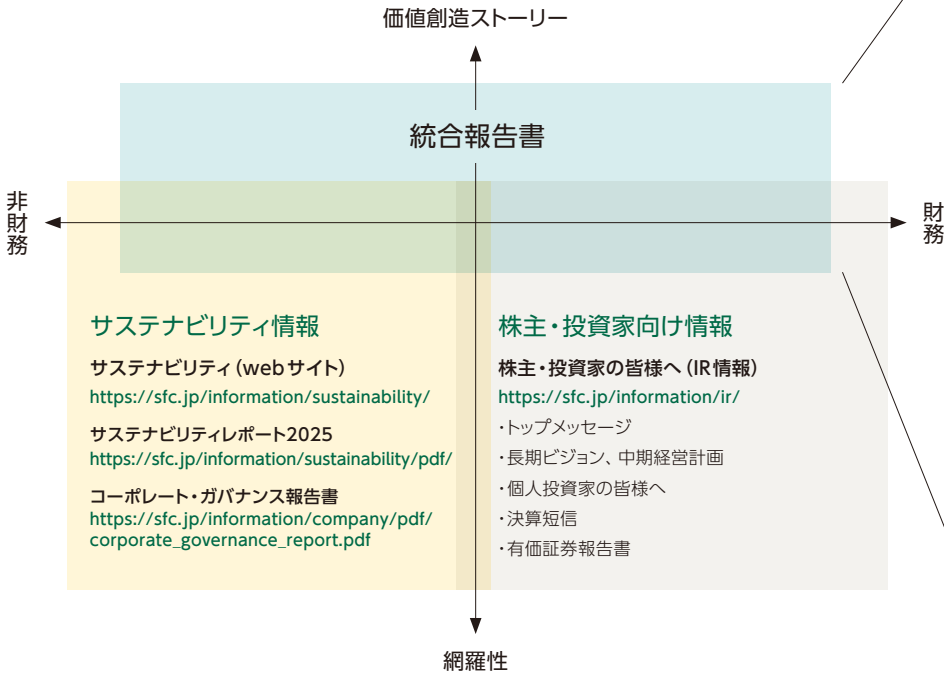 価値創造ストーリー
統合報告書
非財務
財務
サステナビリティ情報
サステナビリティ(webサイト)
https://sfc.jp/information/sustainability/
サステナビリティレポート2025
https://sfc.jp/information/sustainability/pdf/
コーポレート・ガバナンス報告書
https://sfc.jp/information/company/pdf/
corporate_governance_report.pdf
株主・投資家向け情報
株主・投資家の皆様へ(IR情報)
https://sfc.jp/information/ir/
・トップメッセージ
・長期ビジョン、中期経営計画
・個人投資家の皆様へ
・決算短信
・有価証券報告書
網羅性